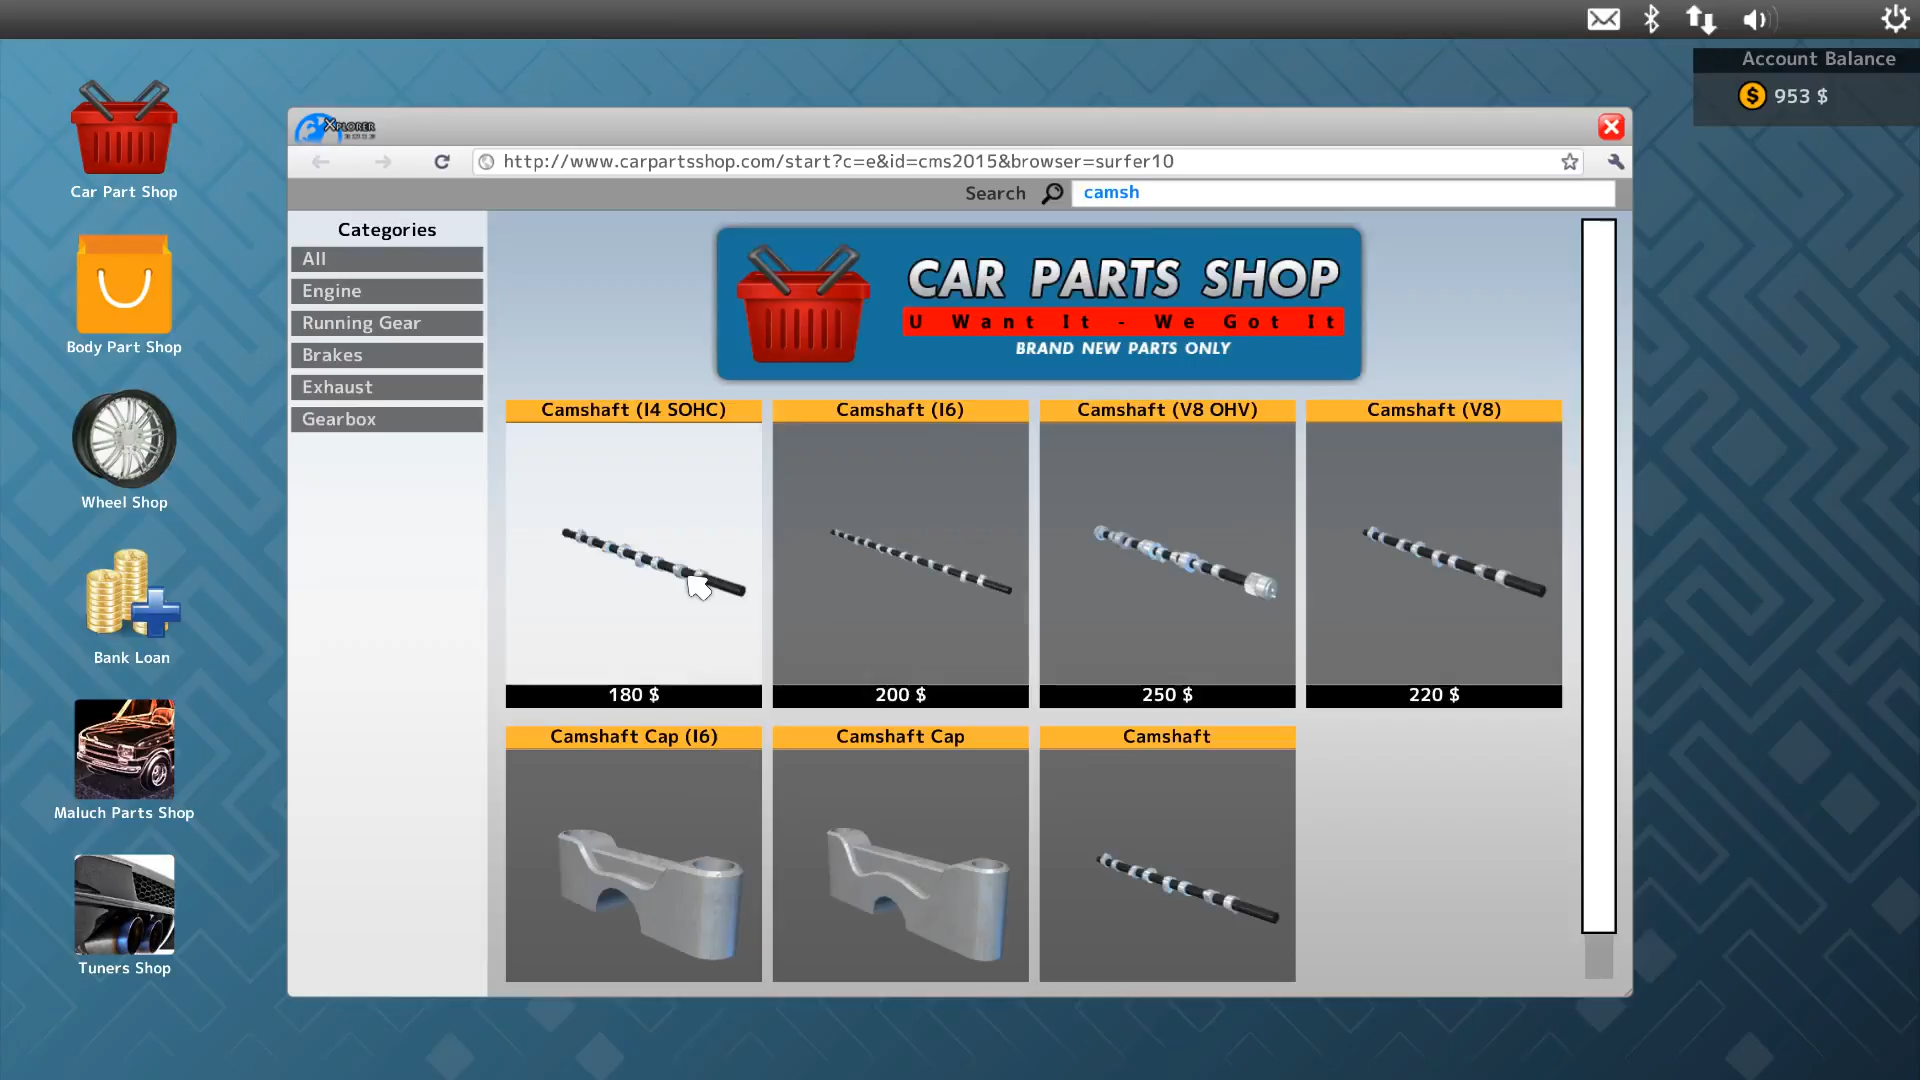 Account Balance
$ 953 $
Car Part Shop
Body Part Shop
Wheel Shop
Bank Loan
Maluch Parts Shop
Tuners Shop
XPLORER
http://www.carpartsshop.com/start?c=e&id=cms2015&browser=surfer10
Search camsh
Categories
All
Engine
Running Gear
Brakes
Exhaust
Gearbox
CAR PARTS SHOP
U Want It - We Got It
BRAND NEW PARTS ONLY
Camshaft (I4 SOHC)
180 $
Camshaft (I6)
200 $
Camshaft (V8 OHV)
250 $
Camshaft (V8)
220 $
Camshaft Cap (I6)
Camshaft Cap
Camshaft